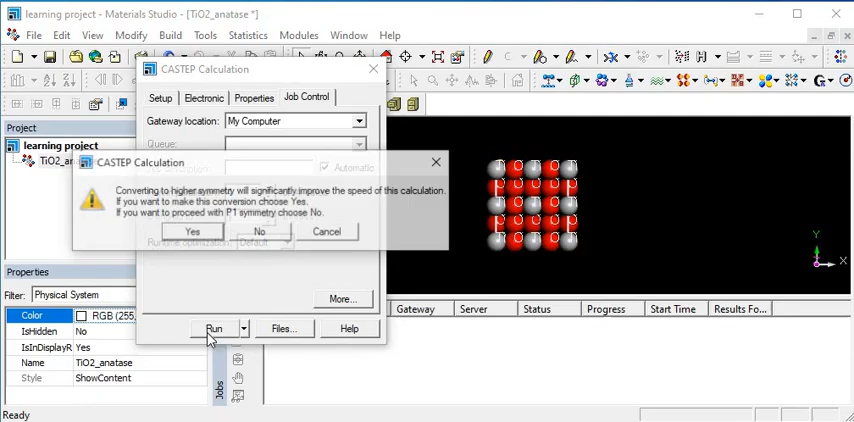 learning project - Materials Studio - [TiO2_anatase *]
File Edit View Modify Build Tools Statistics Modules Window Help
CASTEP Calculation
Setup Electronic Properties Job Control
Gateway location: My Computer
Queue:
Automatic
Project
learning project
TiO2_an
CASTEP Calculation
Converting to higher symmetry will significantly improve the speed of this calculation.
If you want to make this conversion choose Yes.
If you want to proceed with P1 symmetry choose No.
Yes No Cancel
Runtime optimization: Default
More...
Run Files... Help
Properties
Filter: Physical System
Color RGB (255,
IsHidden No
IsInDisplayR Yes
Name TiO2_anatase
Style ShowContent
Y
X
Gateway Server Status Progress Start Time Results Fo...
Jobs
Ready